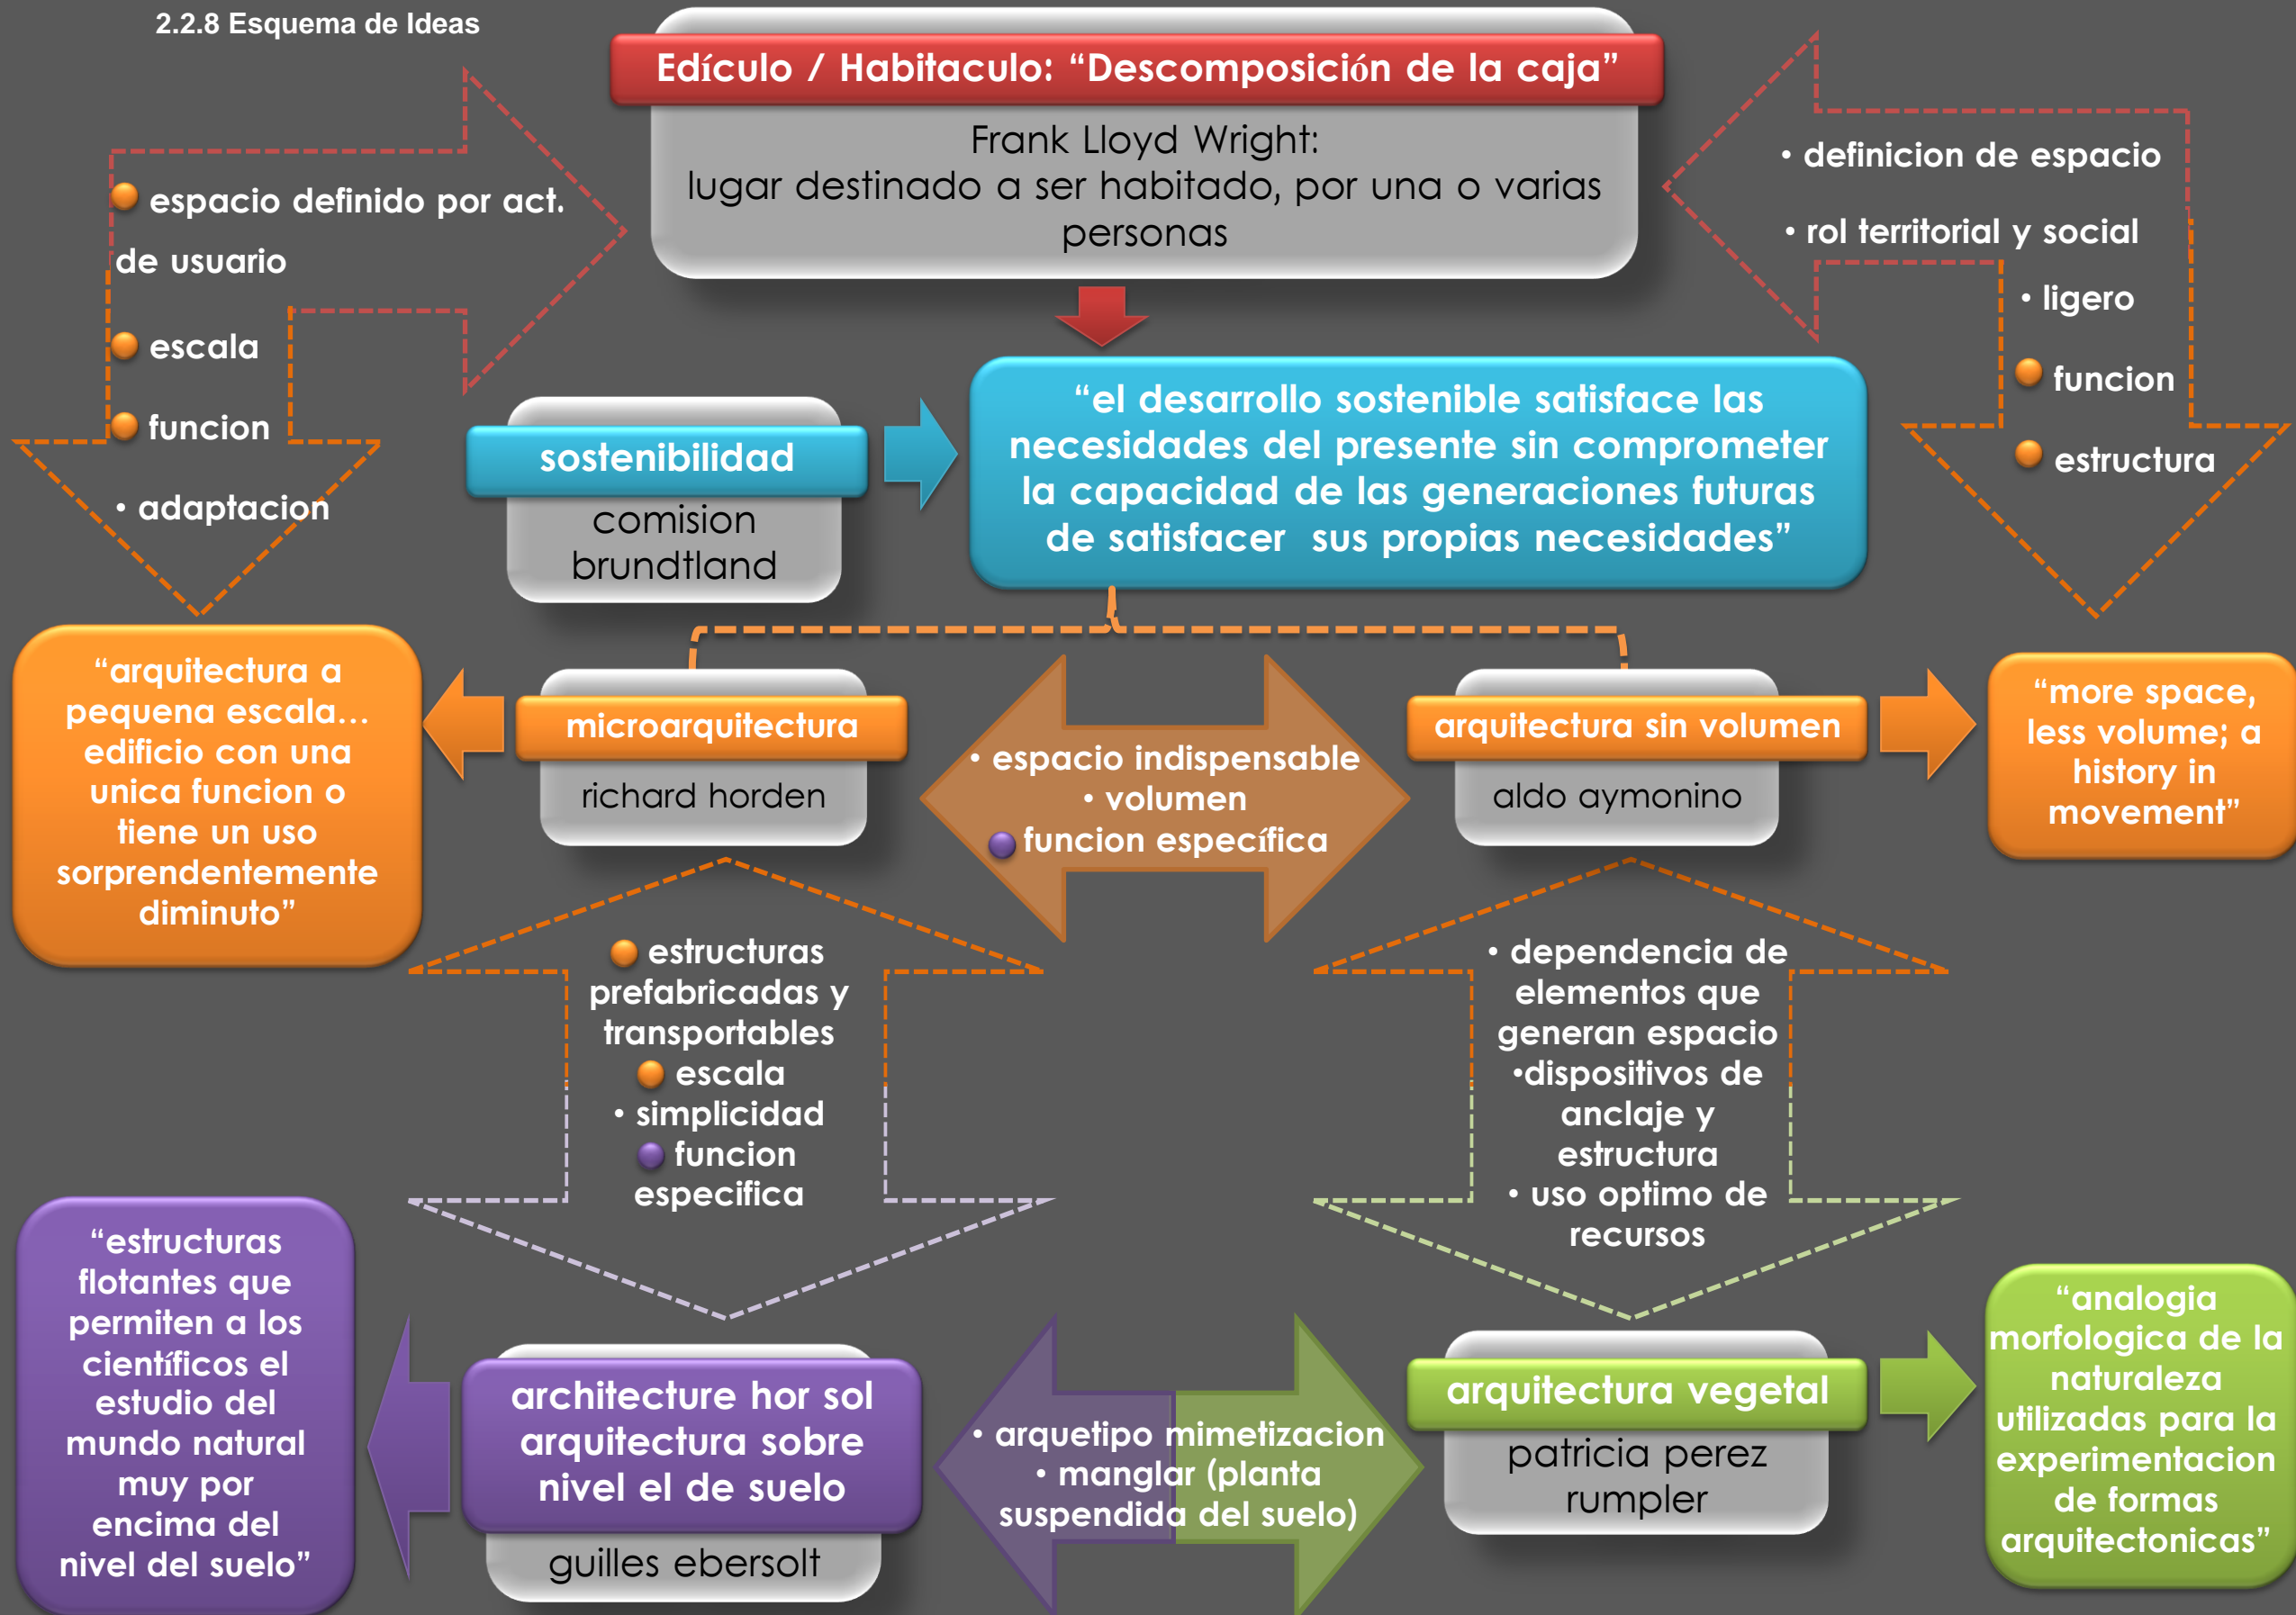 2.2.8 Esquema de Ideas
Edículo / Habitaculo: “Descomposición de la caja”
Frank Lloyd Wright:
lugar destinado a ser habitado, por una o varias
personas
espacio definido por act.
de usuario
escala
funcion
• adaptacion
• definicion de espacio
• rol territorial y social
• ligero
funcion
estructura
sostenibilidad
comision
brundtland
“el desarrollo sostenible satisface las
necesidades del presente sin comprometer
la capacidad de las generaciones futuras
de satisfacer sus propias necesidades”
“arquitectura a
pequena escala…
edificio con una
unica funcion o
tiene un uso
sorprendentemente
diminuto”
microarquitectura
richard horden
• espacio indispensable
• volumen
funcion específica
arquitectura sin volumen
aldo aymonino
“more space,
less volume; a
history in
movement”
estructuras
prefabricadas y
transportables
escala
• simplicidad
funcion
especifica
• dependencia de
elementos que
generan espacio
•dispositivos de
anclaje y
estructura
• uso optimo de
recursos
“estructuras
flotantes que
permiten a los
científicos el
estudio del
mundo natural
muy por
encima del
nivel del suelo”
architecture hor sol
arquitectura sobre
nivel el de suelo
guilles ebersolt
• arquetipo mimetizacion
• manglar (planta
suspendida del suelo)
arquitectura vegetal
patricia perez
rumpler
“analogia
morfologica de la
naturaleza
utilizadas para la
experimentacion
de formas
arquitectonicas”